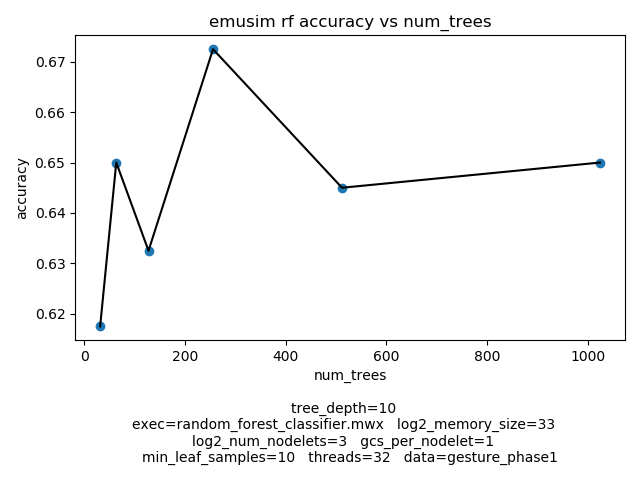 emusim rf accuracy vs num_trees
0.67
0.66
0.65
0.64
0.63
0.62
accuracy
0 200 400 600 800 1000
num_trees
tree_depth=10
exec=random_forest_classifier.mwx log2_memory_size=33
log2_num_nodelets=3 gcs_per_nodelet=1
min_leaf_samples=10 threads=32 data=gesture_phase1